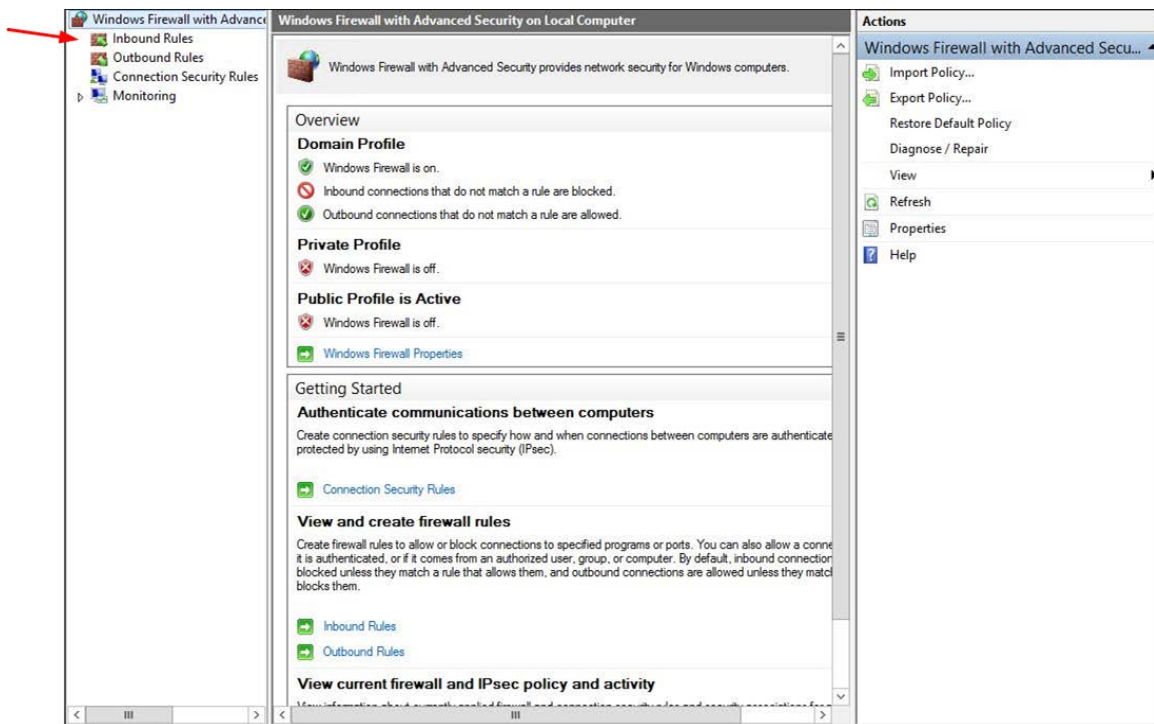 Windows Firewall with Advance
Inbound Rules
Outbound Rules
Connection Security Rules
Monitoring
Windows Firewall with Advanced Security on Local Computer
Windows Firewall with Advanced Security provides network security for Windows computers.
Overview
Domain Profile
Windows Firewall is on.
Inbound connections that do not match a rule are blocked.
Outbound connections that do not match a rule are allowed.
Private Profile
Windows Firewall is off.
Public Profile is Active
Windows Firewall is off.
Windows Firewall Properties
Getting Started
Authenticate communications between computers
Create connection security rules to specify how and when connections between computers are authenticate
protected by using Internet Protocol security (IPsec).
Connection Security Rules
View and create firewall rules
Create firewall rules to allow or block connections to specified programs or ports. You can also allow a conne
it is authenticated, or if it comes from an authorized user, group, or computer. By default, inbound connection
blocked unless they match a rule that allows them, and outbound connections are allowed unless they matcl
blocks them.
Inbound Rules
Outbound Rules
View current firewall and IPsec policy and activity
Actions
Windows Firewall with Advanced Secu...
Import Policy...
Export Policy...
Restore Default Policy
Diagnose / Repair
View
Refresh
Properties
Help